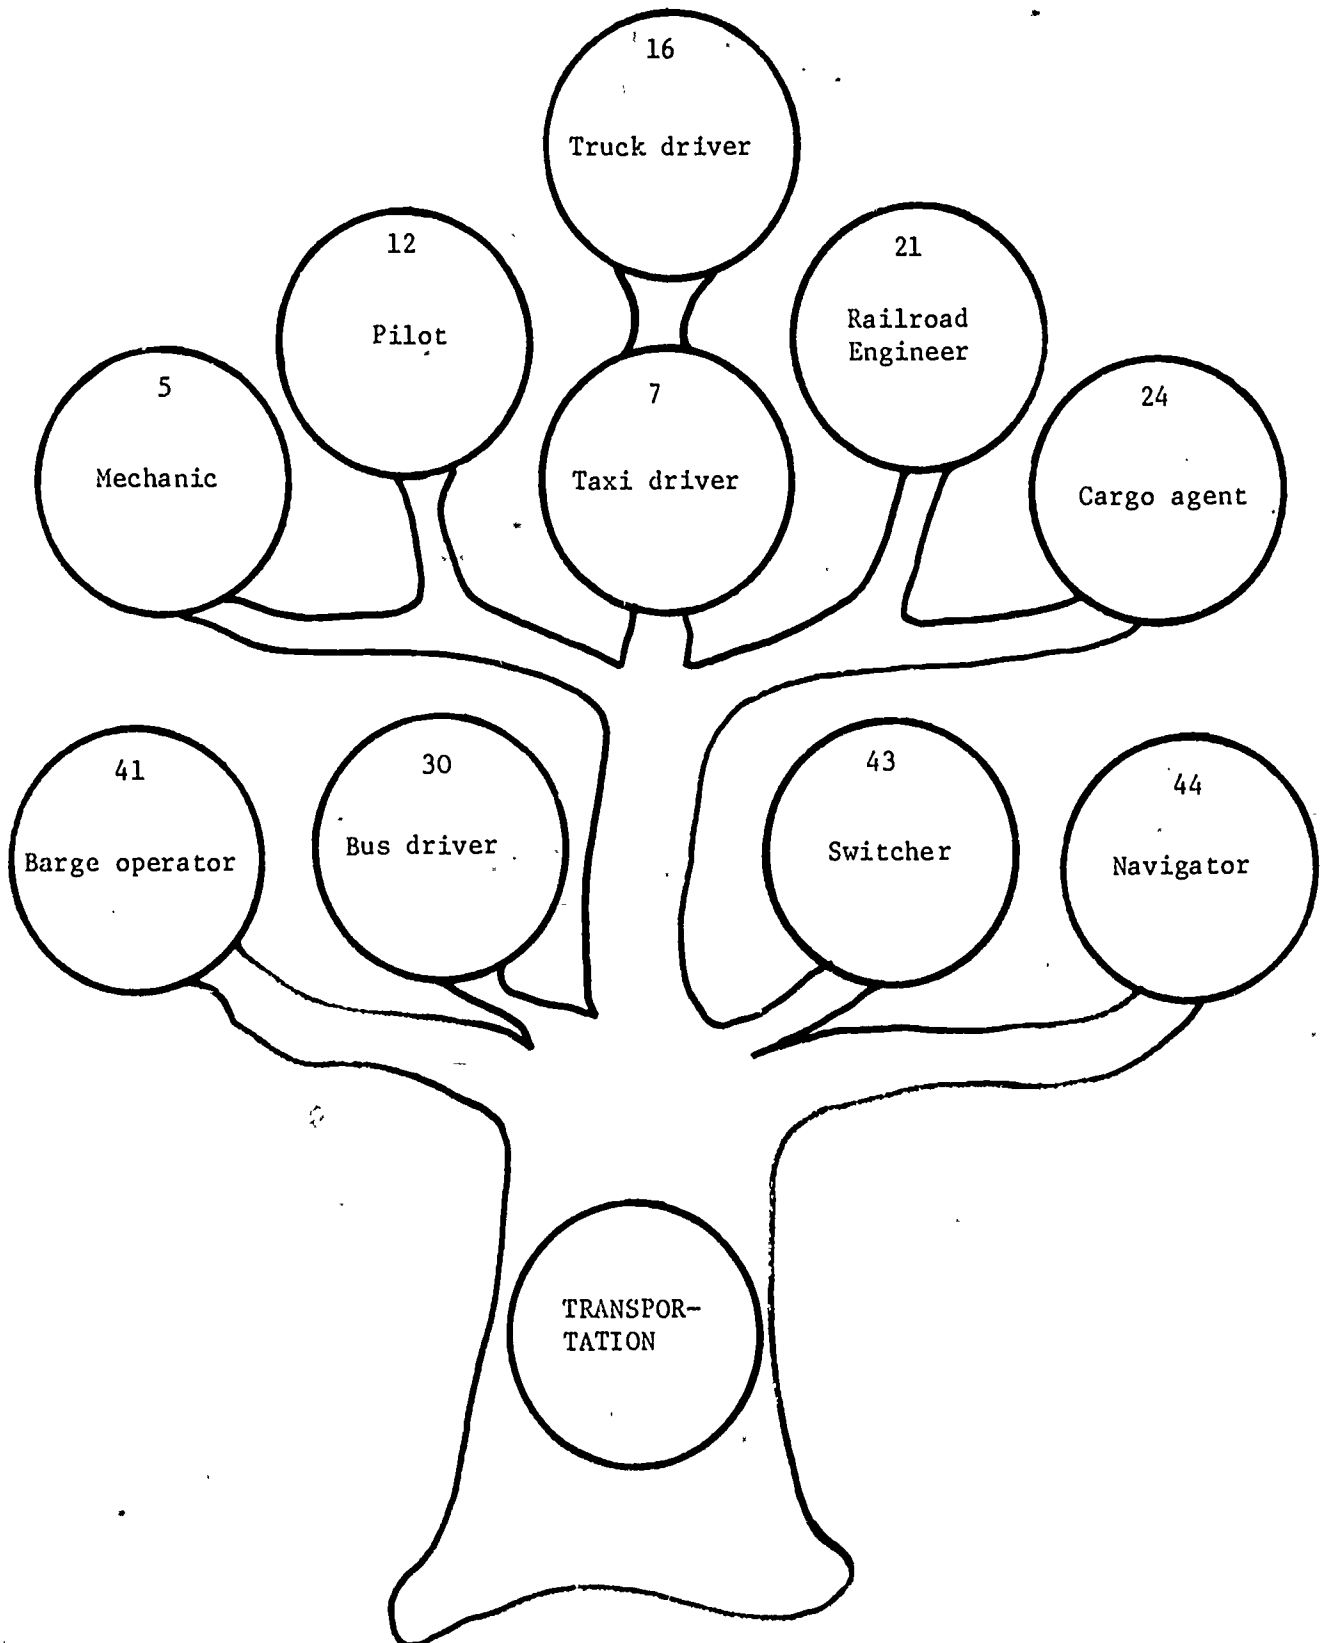 16
Truck driver
12
Pilot
21
Railroad
Engineer
5
Mechanic
7
Taxi driver
24
Cargo agent
41
Barge operator
30
Bus driver
43
Switcher
44
Navigator
TRANSPOR-
TATION